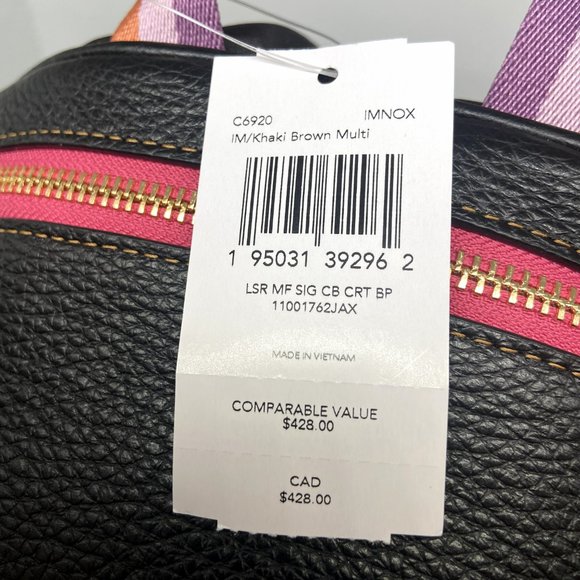 C6920 IMNOX
IM/Khaki Brown Multi
1 95031 39296 2
LSR MF SIG CB CRT BP
11001762JAX
MADE IN VIETNAM
COMPARABLE VALUE
$428.00
CAD
$428.00